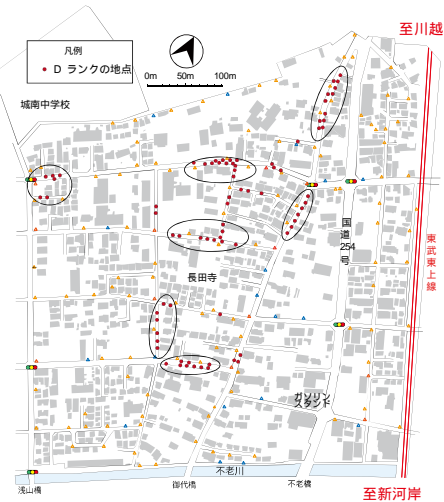 至川越
凡例
D ランクの地点
0m 50m 100m
城南中学校
国道254号
東武東上線
長田寺
ガソリン
スタンド
不老川
浅山橋
御代橋
不老橋
至新河岸